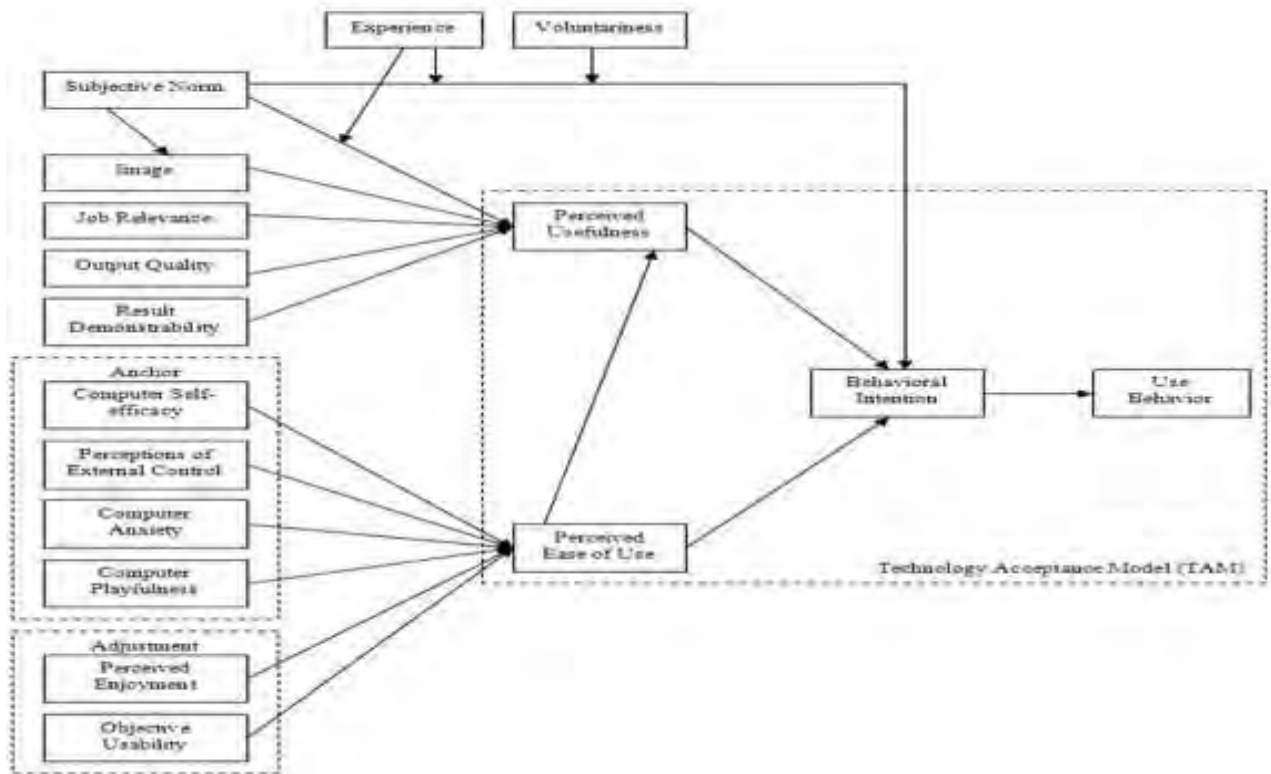 Experience
Voluntariness
Subjective Norm
Image
Job Relevance
Output Quality
Result
Demonstrability
Perceived
Usefulness
Anchor
Computer Self-
efficacy
Perceptions of
External Control
Computer
Anxiety
Computer
Playfulness
Behavioral
Intention
Use
Behavior
Perceived
Ease of Use
Technology Acceptance Model (TAM)
Adjustment
Perceived
Enjoyment
Objective
Usability